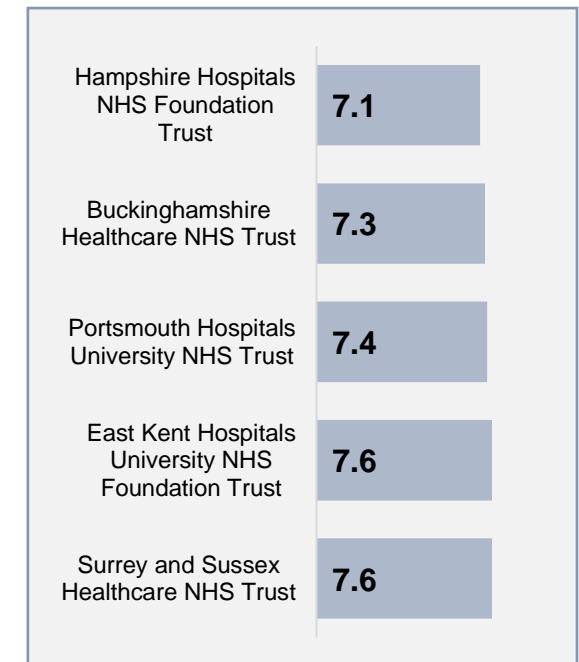 Hampshire Hospitals
NHS Foundation
Trust
7.1
Buckinghamshire
Healthcare NHS Trust
7.3
Portsmouth Hospitals
University NHS Trust
7.4
East Kent Hospitals
University NHS
Foundation Trust
7.6
Surrey and Sussex
Healthcare NHS Trust
7.6